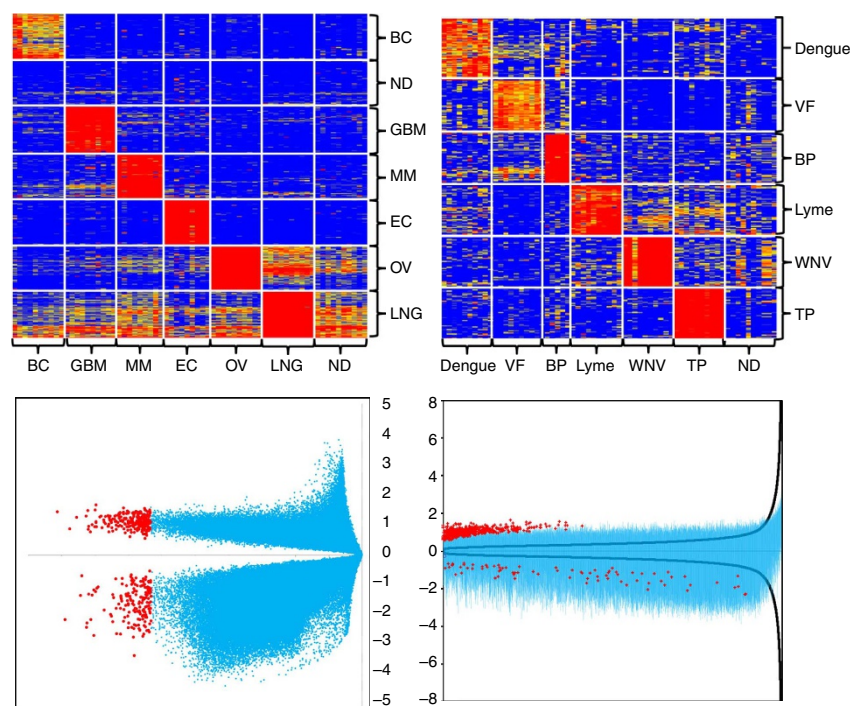 BC
ND
GBM
MM
EC
OV
LNG
BC GBM MM EC OV LNG ND
Dengue
VF
BP
Lyme
WNV
TP
Dengue VF BP Lyme WNV TP ND
5
4
3
2
1
0
−1
−2
−3
−4
−5
8
6
4
2
0
−2
−4
−6
−8